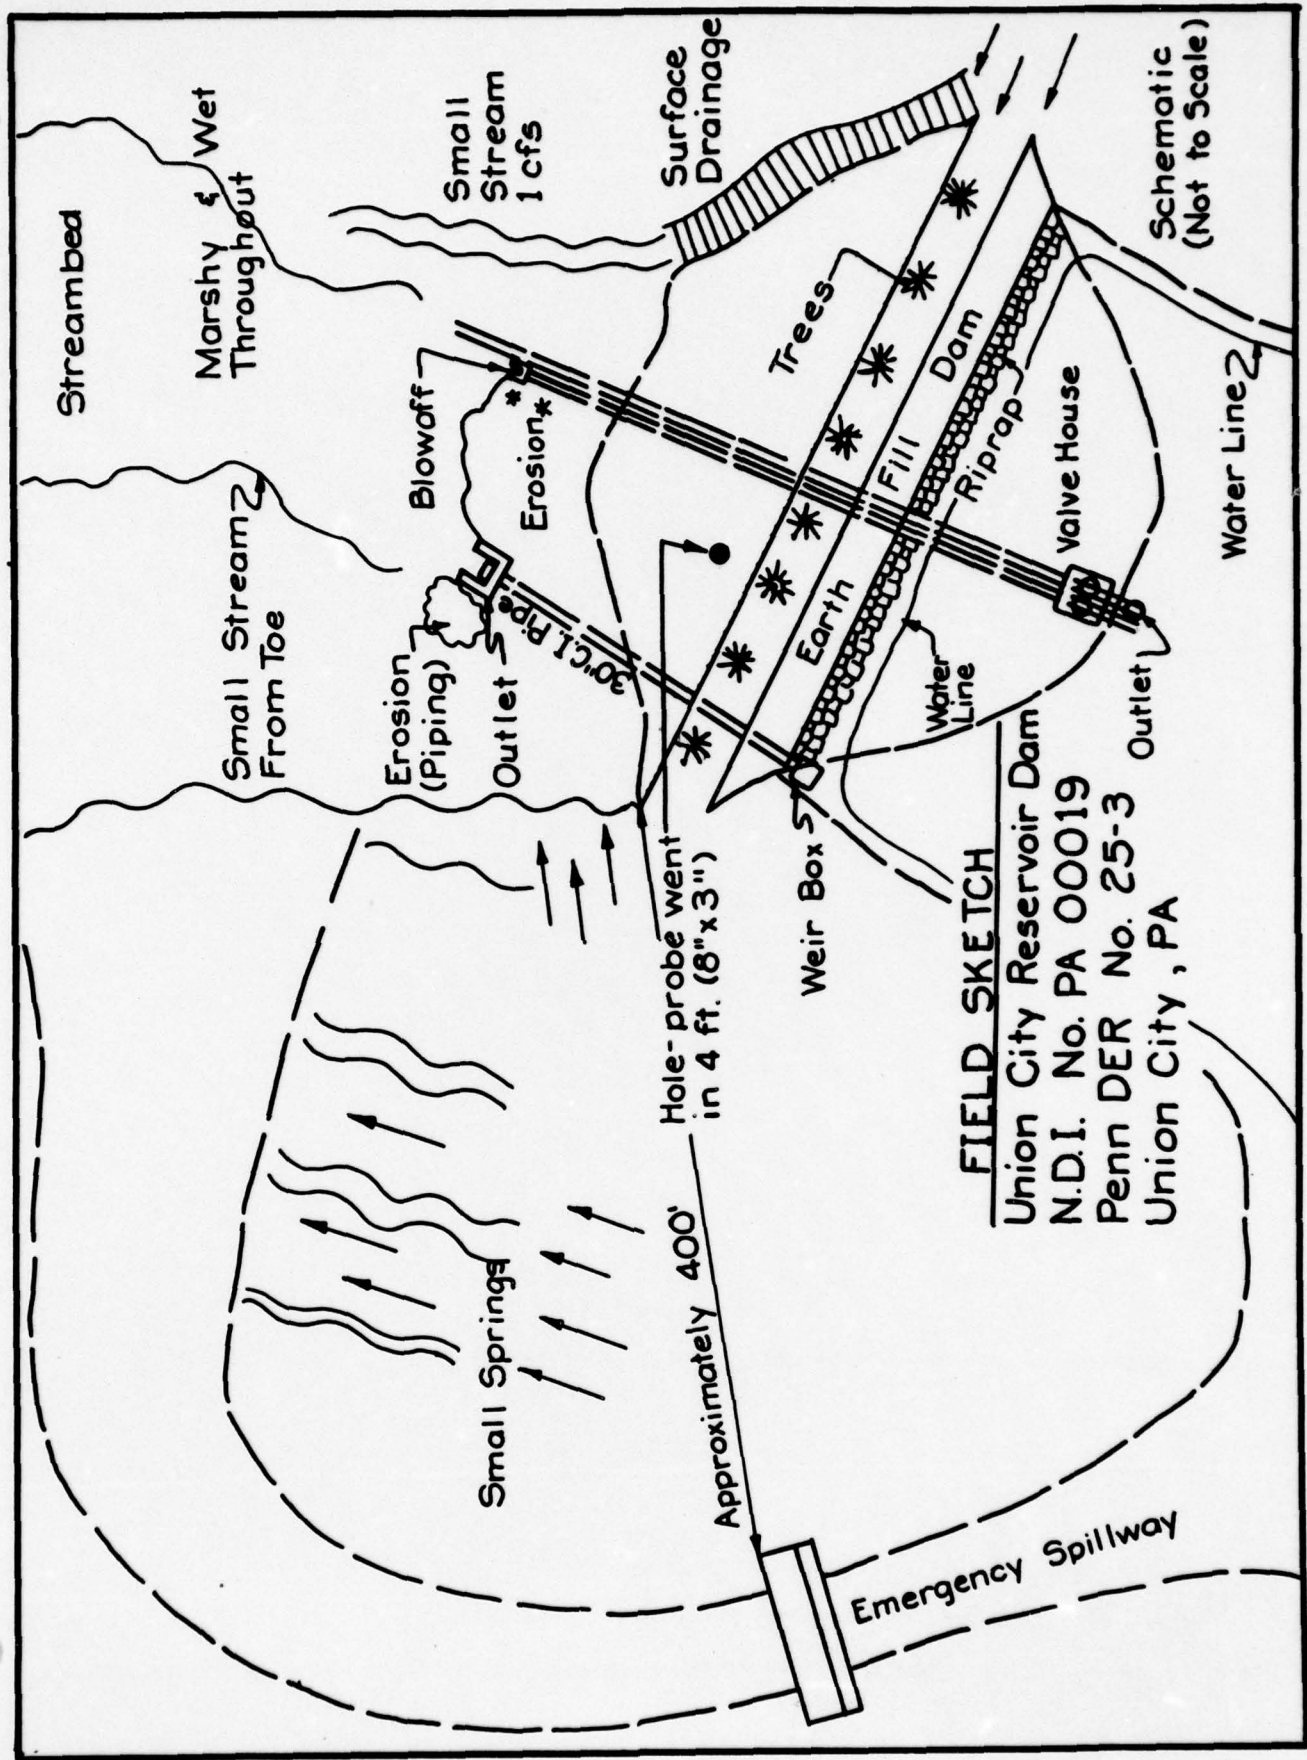 Streambed
Marshy & Wet
Throughout
Small Stream
From Toe
Small
Stream
1 cfs
Surface
Drainage
Blowoff
Erosion
Erosion
(Piping)
Outlet
30" C.I. Pipe
Small Springs
Trees
Hole-probe went
in 4 ft. (8"x3")
Approximately 400'
Earth Fill Dam
Riprap
Weir Box
Water
Line
Valve House
Outlet
Water Line
Emergency Spillway
FIELD SKETCH
Union City Reservoir Dam
N.D.I. No. PA 00019
Penn DER No. 25-3
Union City, PA
Schematic
(Not to Scale)